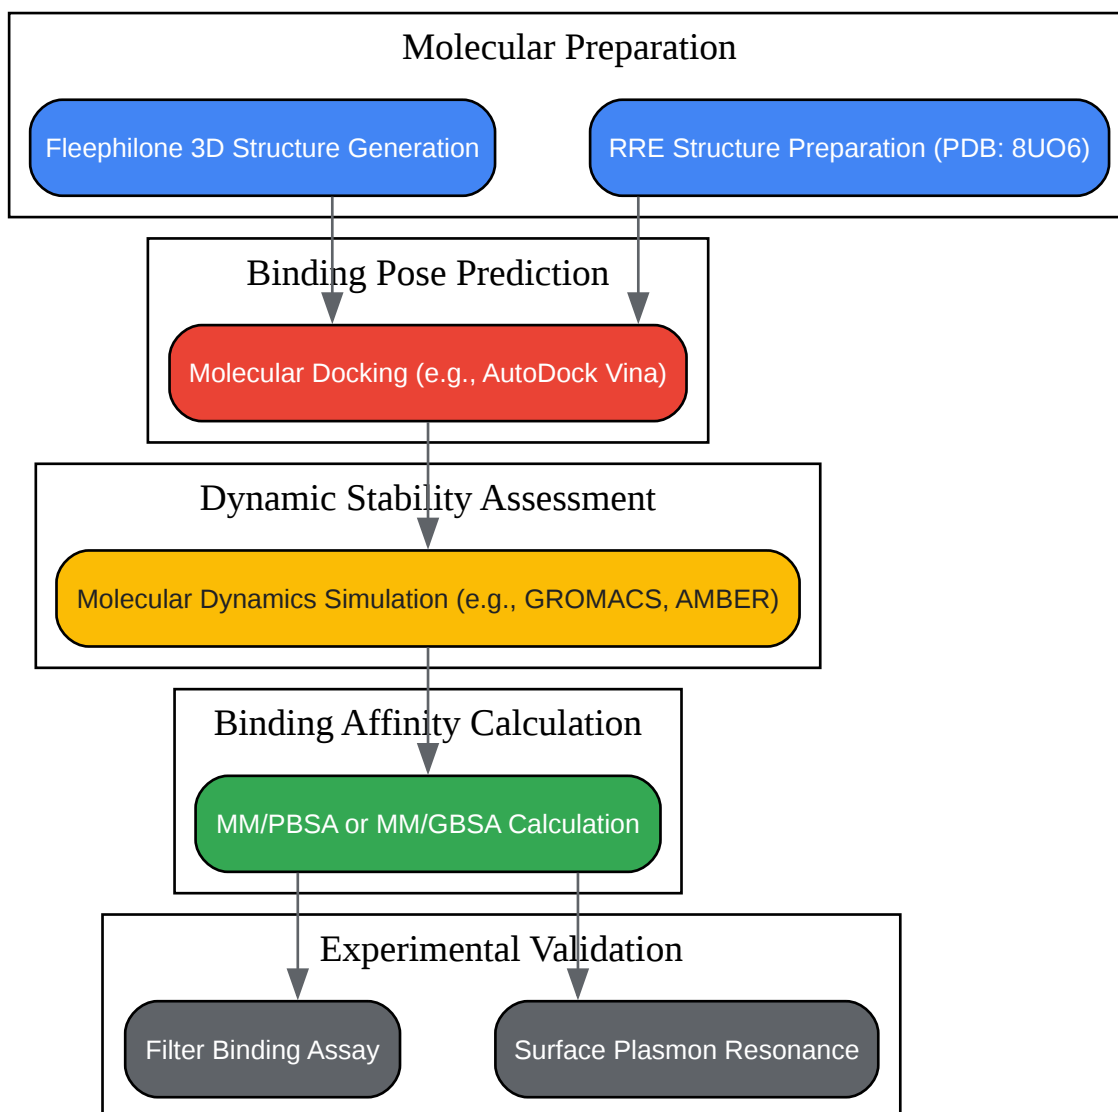 Molecular Preparation
Fleephilone 3D Structure Generation
RRE Structure Preparation (PDB: 8UO6)
Binding Pose Prediction
Molecular Docking (e.g., AutoDock Vina)
Dynamic Stability Assessment
Molecular Dynamics Simulation (e.g., GROMACS, AMBER)
Binding Affinity Calculation
MM/PBSA or MM/GBSA Calculation
Experimental Validation
Filter Binding Assay
Surface Plasmon Resonance